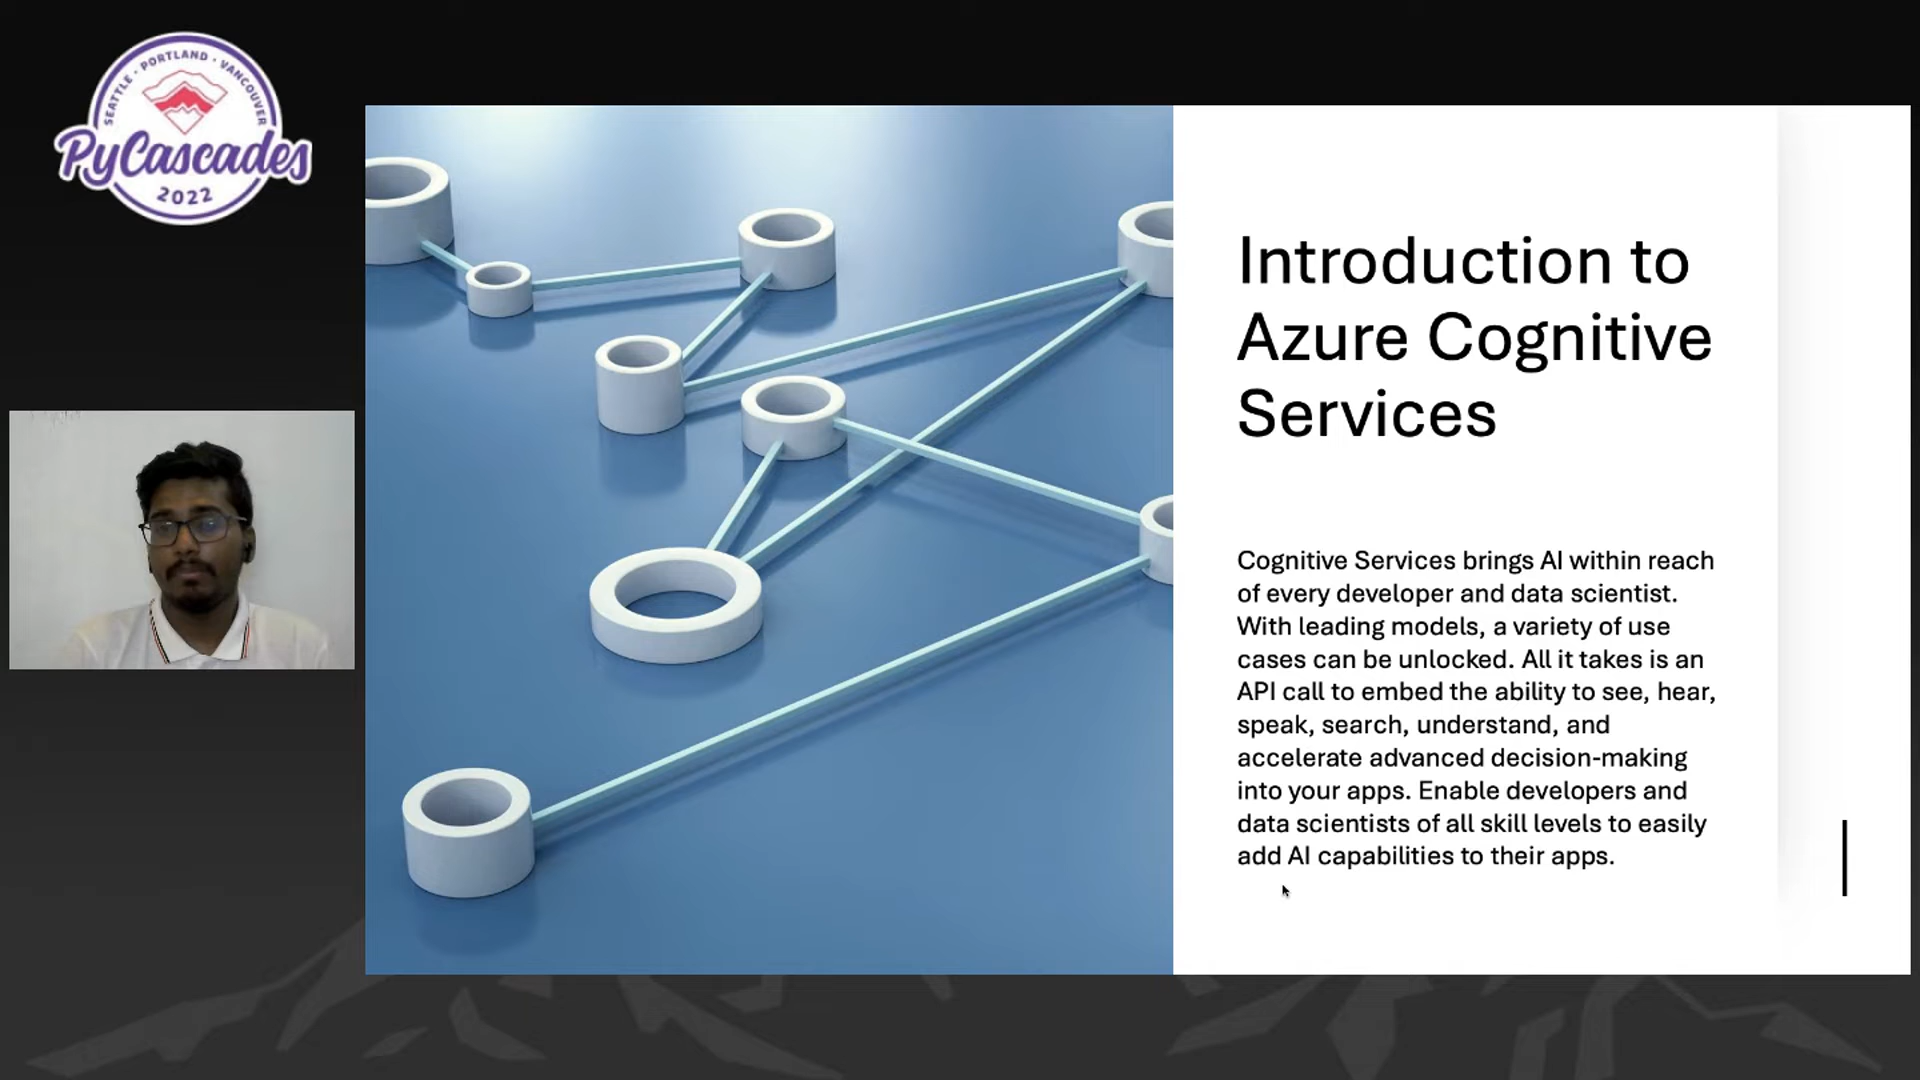 SEATTLE · PORTLAND · VANCOUVER
PyCascades
2022
Introduction to
Azure Cognitive
Services
Cognitive Services brings AI within reach
of every developer and data scientist.
With leading models, a variety of use
cases can be unlocked. All it takes is an
API call to embed the ability to see, hear,
speak, search, understand, and
accelerate advanced decision-making
into your apps. Enable developers and
data scientists of all skill levels to easily
add AI capabilities to their apps.